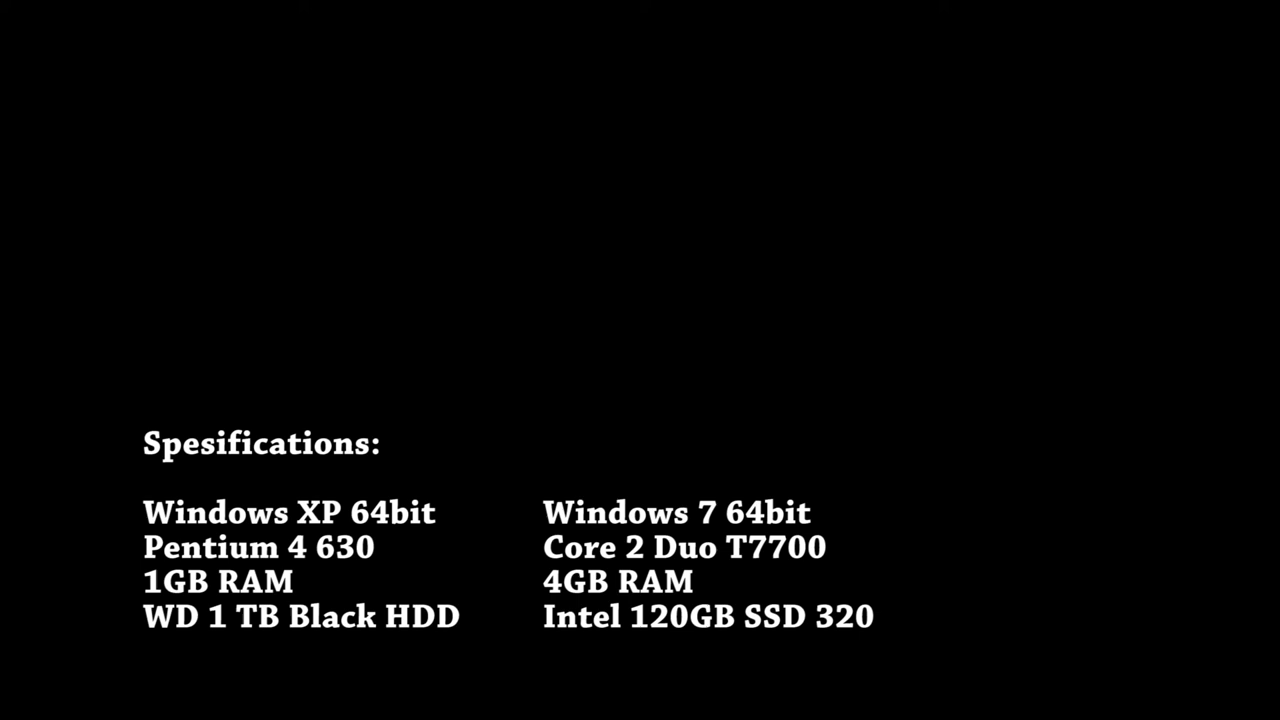 Spesifications:
Windows XP 64bit
Pentium 4 630
1GB RAM
WD 1 TB Black HDD
Windows 7 64bit
Core 2 Duo T7700
4GB RAM
Intel 120GB SSD 320